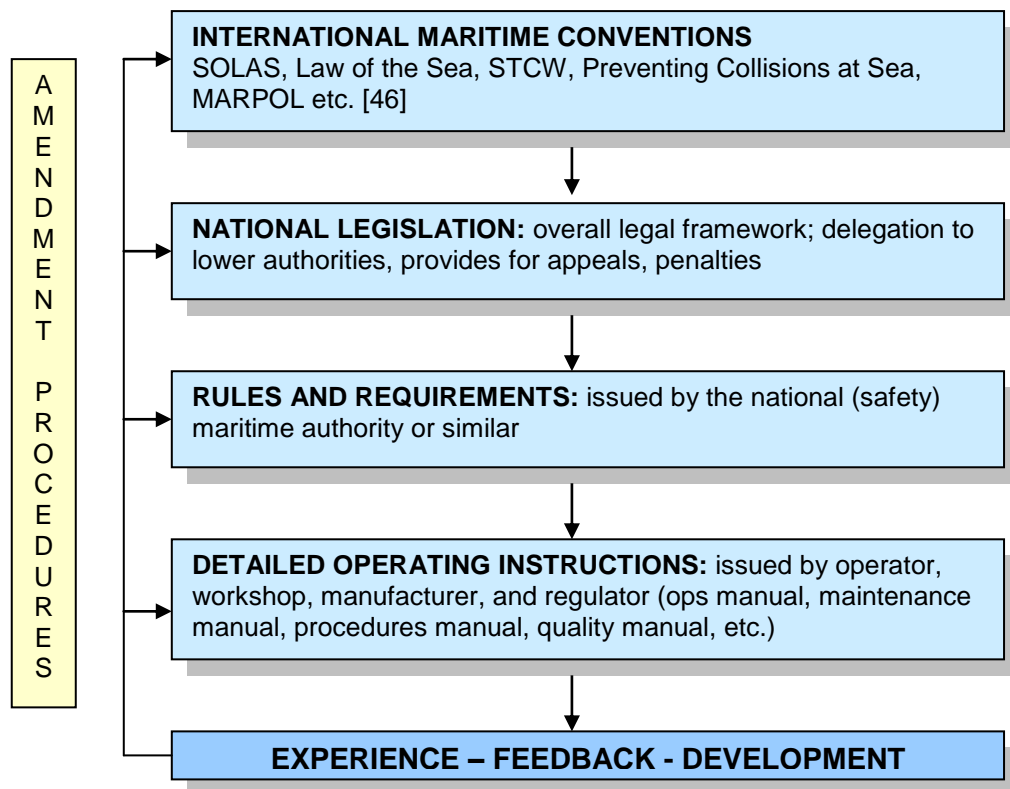 AMENDMENT PROCEDURES
INTERNATIONAL MARITIME CONVENTIONS
SOLAS, Law of the Sea, STCW, Preventing Collisions at Sea,
MARPOL etc. [46]
NATIONAL LEGISLATION: overall legal framework; delegation to
lower authorities, provides for appeals, penalties
RULES AND REQUIREMENTS: issued by the national (safety)
maritime authority or similar
DETAILED OPERATING INSTRUCTIONS: issued by operator,
workshop, manufacturer, and regulator (ops manual, maintenance
manual, procedures manual, quality manual, etc.)
EXPERIENCE – FEEDBACK - DEVELOPMENT